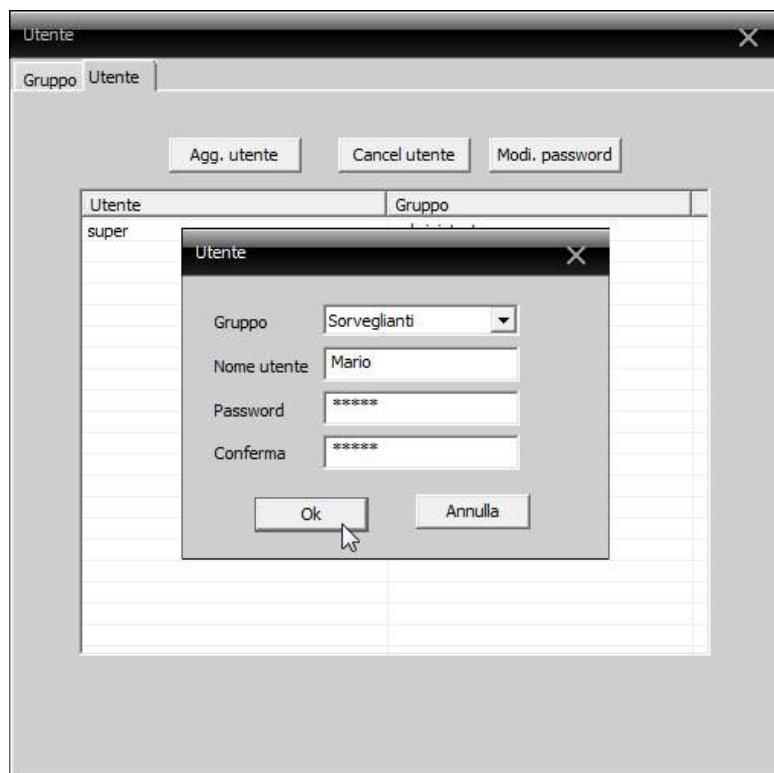 Utente
Gruppo Utente
Agg. utente Cancel utente Modi. password
Utente Gruppo
super
Utente
Gruppo Sorveglianti
Nome utente Mario
Password *****
Conferma *****
Ok Annulla